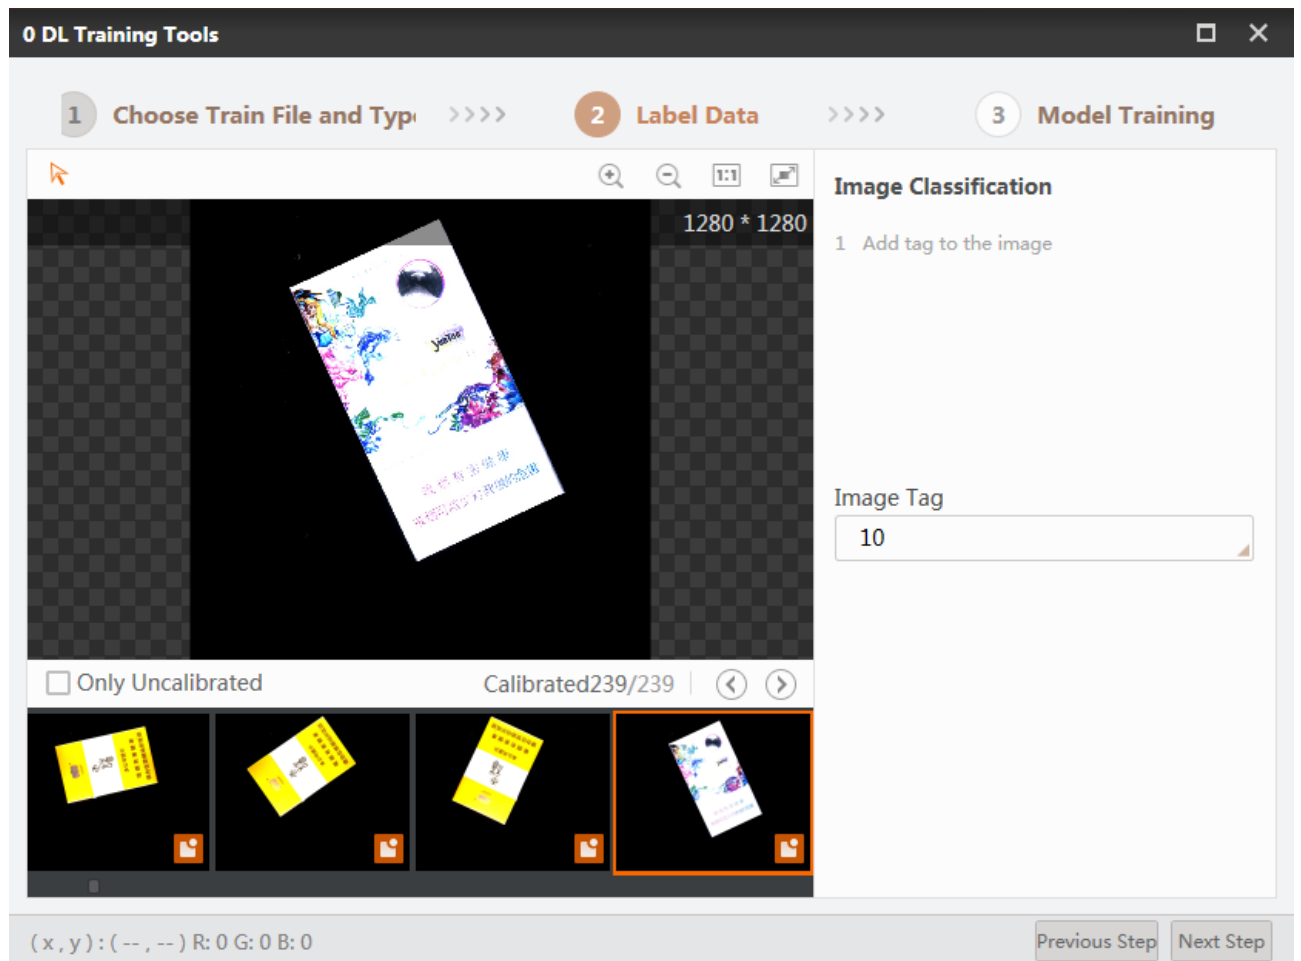 0 DL Training Tools
1 Choose Train File and Typ >>>> 2 Label Data >>>> 3 Model Training
1:1
1280 * 1280
Image Classification
1 Add tag to the image
Image Tag
10
Only Uncalibrated Calibrated239/239
( x , y ) : ( -- , -- ) R: 0 G: 0 B: 0
Previous Step Next Step